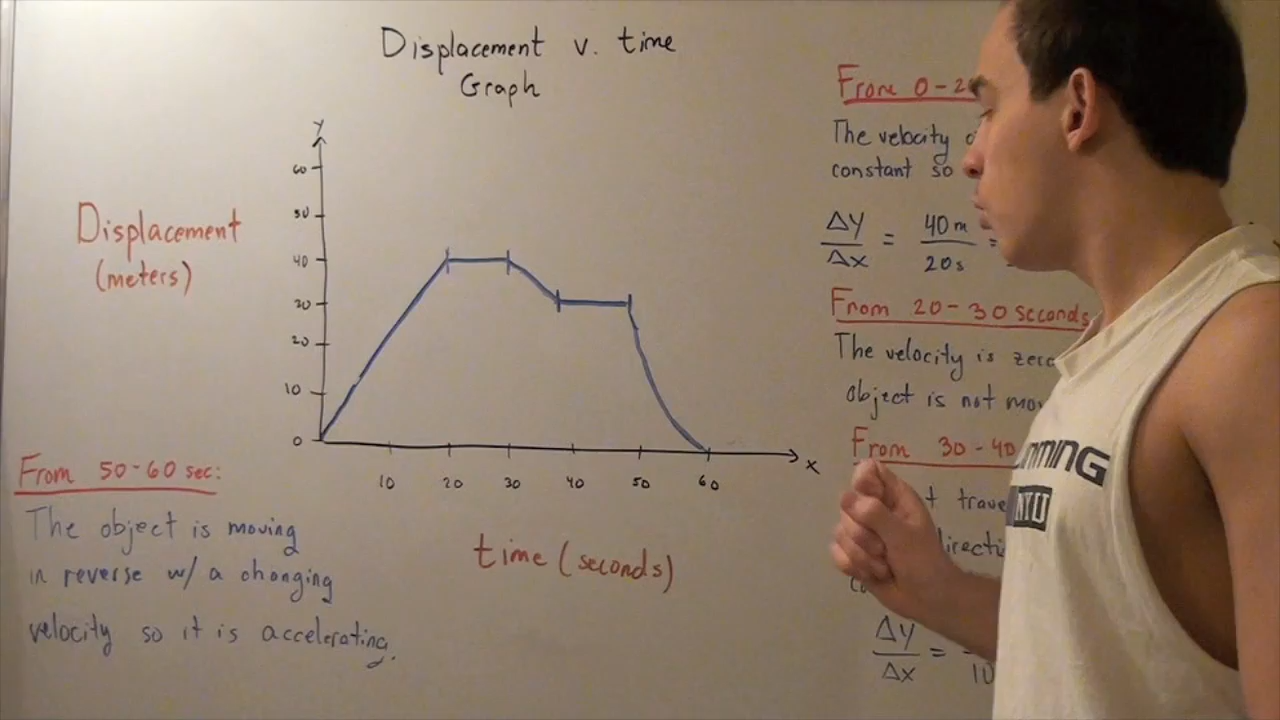 Displacement v. time
Graph
Y
60
50
40
30
20
10
0
10 20 30 40 50 60
X
Displacement
(meters)
time (seconds)
From 50-60 sec:
The object is moving
in reverse w/ a changing
velocity so it is accelerating.
From 0-2
The velocity
constant so
ΔY/ΔX = 40m/20s =
From 20-30 seconds
The velocity is zero
object is not mov
From 30-40
t trave
directi
ΔY/ΔX = 10
MMING
NYU